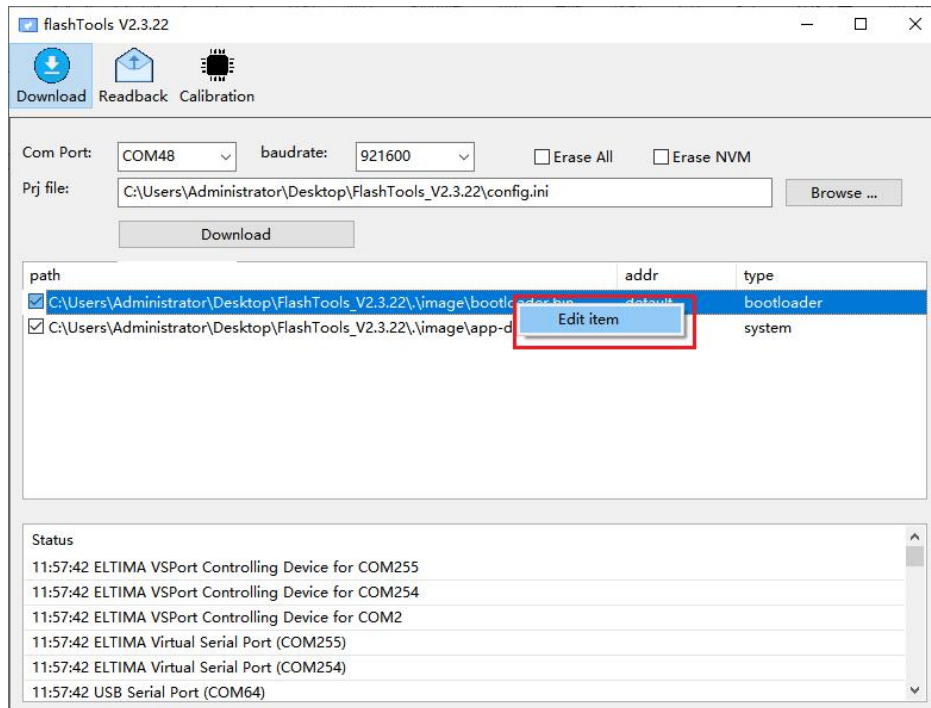 flashTools V2.3.22
Download Readback Calibration
Com Port: COM48 baudrate: 921600 Erase All Erase NVM
Prj file: C:\Users\Administrator\Desktop\FlashTools_V2.3.22\config.ini Browse ...
Download
path addr type
C:\Users\Administrator\Desktop\FlashTools_V2.3.22\.\image\bootloader.bin default bootloader
Edit item
C:\Users\Administrator\Desktop\FlashTools_V2.3.22\.\image\app-d system
Status
11:57:42 ELTIMA VSPort Controlling Device for COM255
11:57:42 ELTIMA VSPort Controlling Device for COM254
11:57:42 ELTIMA VSPort Controlling Device for COM2
11:57:42 ELTIMA Virtual Serial Port (COM255)
11:57:42 ELTIMA Virtual Serial Port (COM254)
11:57:42 USB Serial Port (COM64)